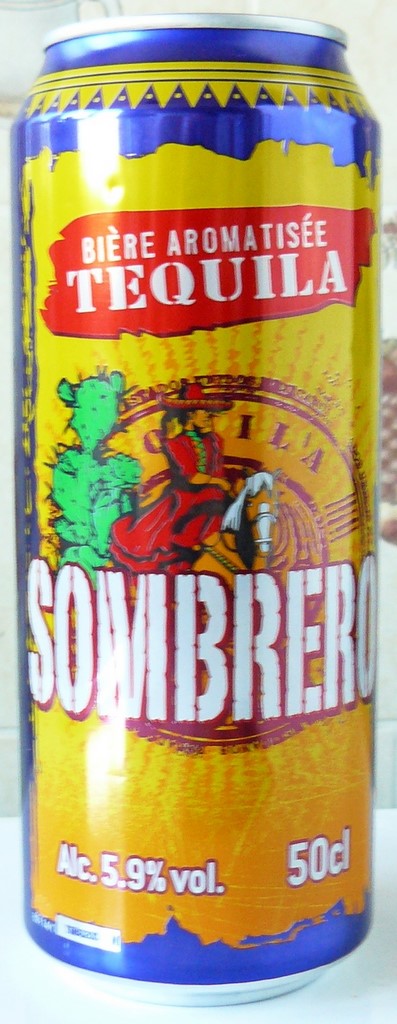 BIÈRE AROMATISÉE
TEQUILA
SOMBRERO
Alc. 5.9% vol.
50cl